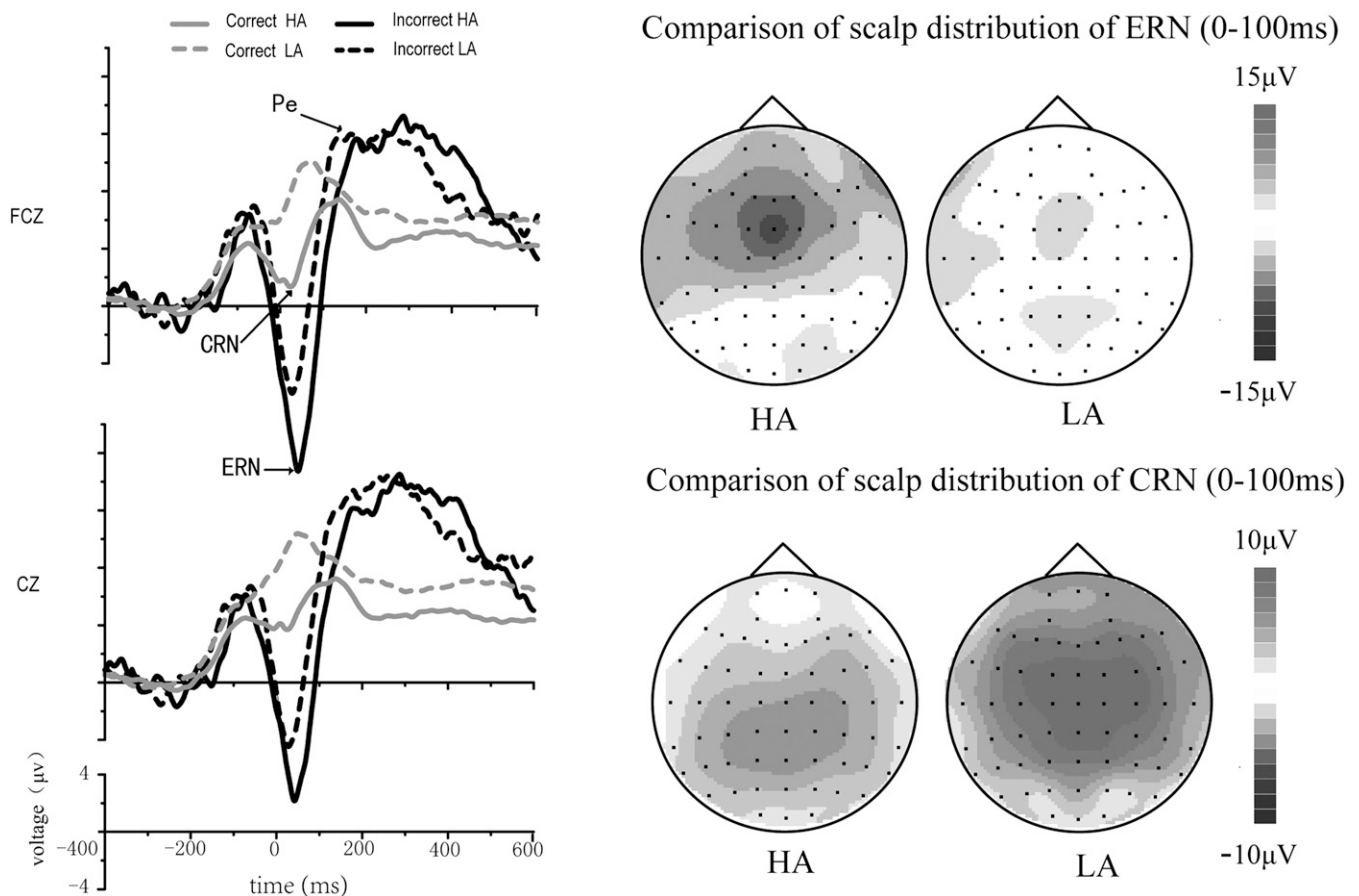 Correct HA
Incorrect HA
Correct LA
Incorrect LA
Pe
FCZ
CRN
ERN
CZ
4
voltage (μv)
-400
-200
0
200
400
600
-4
time (ms)
Comparison of scalp distribution of ERN (0-100ms)
15μV
-15μV
HA
LA
Comparison of scalp distribution of CRN (0-100ms)
10μV
-10μV
HA
LA